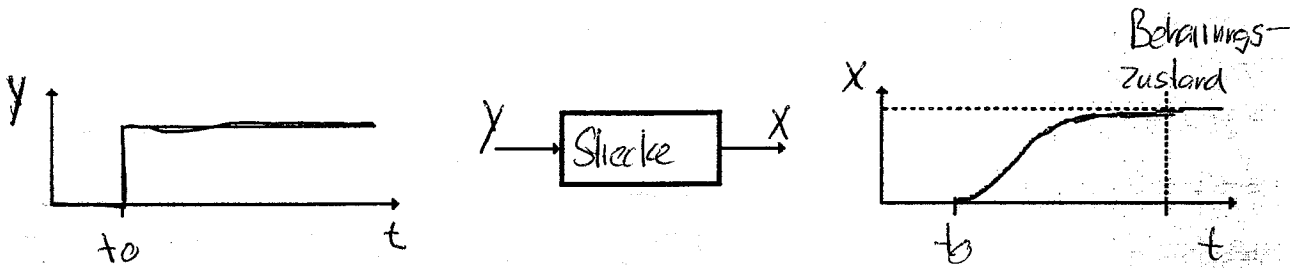 y
t0
t
y
Strecke
x
x
Beharrungs-
zustand
t0
t